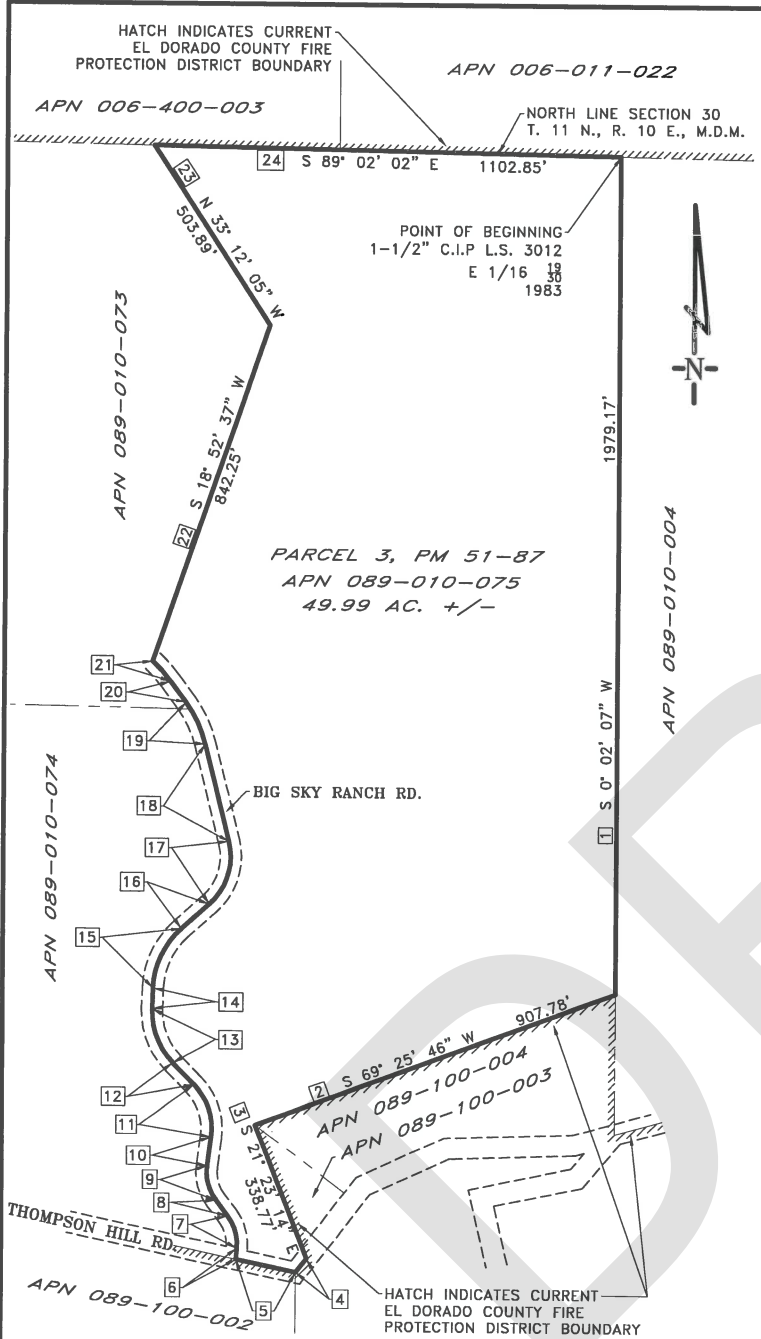 HATCH INDICATES CURRENT
EL DORADO COUNTY FIRE
PROTECTION DISTRICT BOUNDARY
APN 006-011-022
APN 006-400-003
NORTH LINE SECTION 30
T. 11 N., R. 10 E., M.D.M.
24 S 89° 02' 02" E 1102.85'
23 N 33° 12' 05" W
503.89'
POINT OF BEGINNING
1-1/2" C.I.P L.S. 3012
E 1/16 19/30
1983
N
APN 089-010-073
1979.17'
22 S 18° 52' 37" W
842.25'
PARCEL 3, PM 51-87
APN 089-010-075
49.99 AC. +/-
APN 089-010-004
1 S 0° 02' 07" W
21
20
19
18
BIG SKY RANCH RD.
17
16
APN 089-010-074
15
14
13
12
11
10
9
8
7
6
5
4
2 S 69° 25' 46" W 907.78'
3 S 21° 23' 14" E
338.77'
APN 089-100-004
APN 089-100-003
THOMPSON HILL RD.
APN 089-100-002
HATCH INDICATES CURRENT
EL DORADO COUNTY FIRE
PROTECTION DISTRICT BOUNDARY